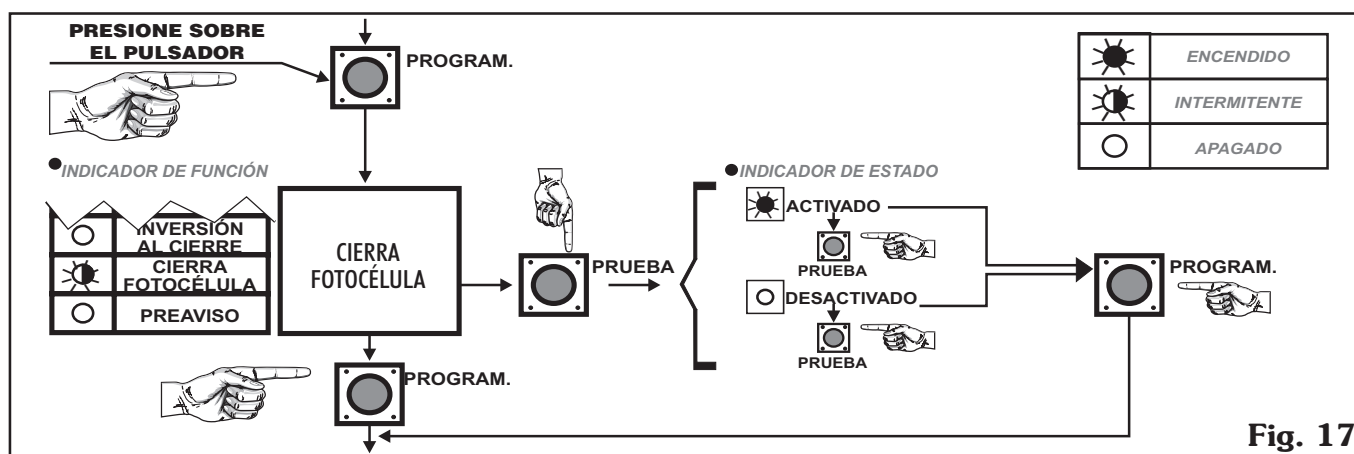 PRESIONE SOBRE
EL PULSADOR
PROGRAM.
ENCENDIDO
INTERMITENTE
APAGADO
INDICADOR DE FUNCIÓN
INVERSIÓN
AL CIERRE
CIERRA
FOTOCÉLULA
PREAVISO
CIERRA
FOTOCÉLULA
PRUEBA
INDICADOR DE ESTADO
ACTIVADO
PRUEBA
DESACTIVADO
PRUEBA
PROGRAM.
PROGRAM.
Fig. 17